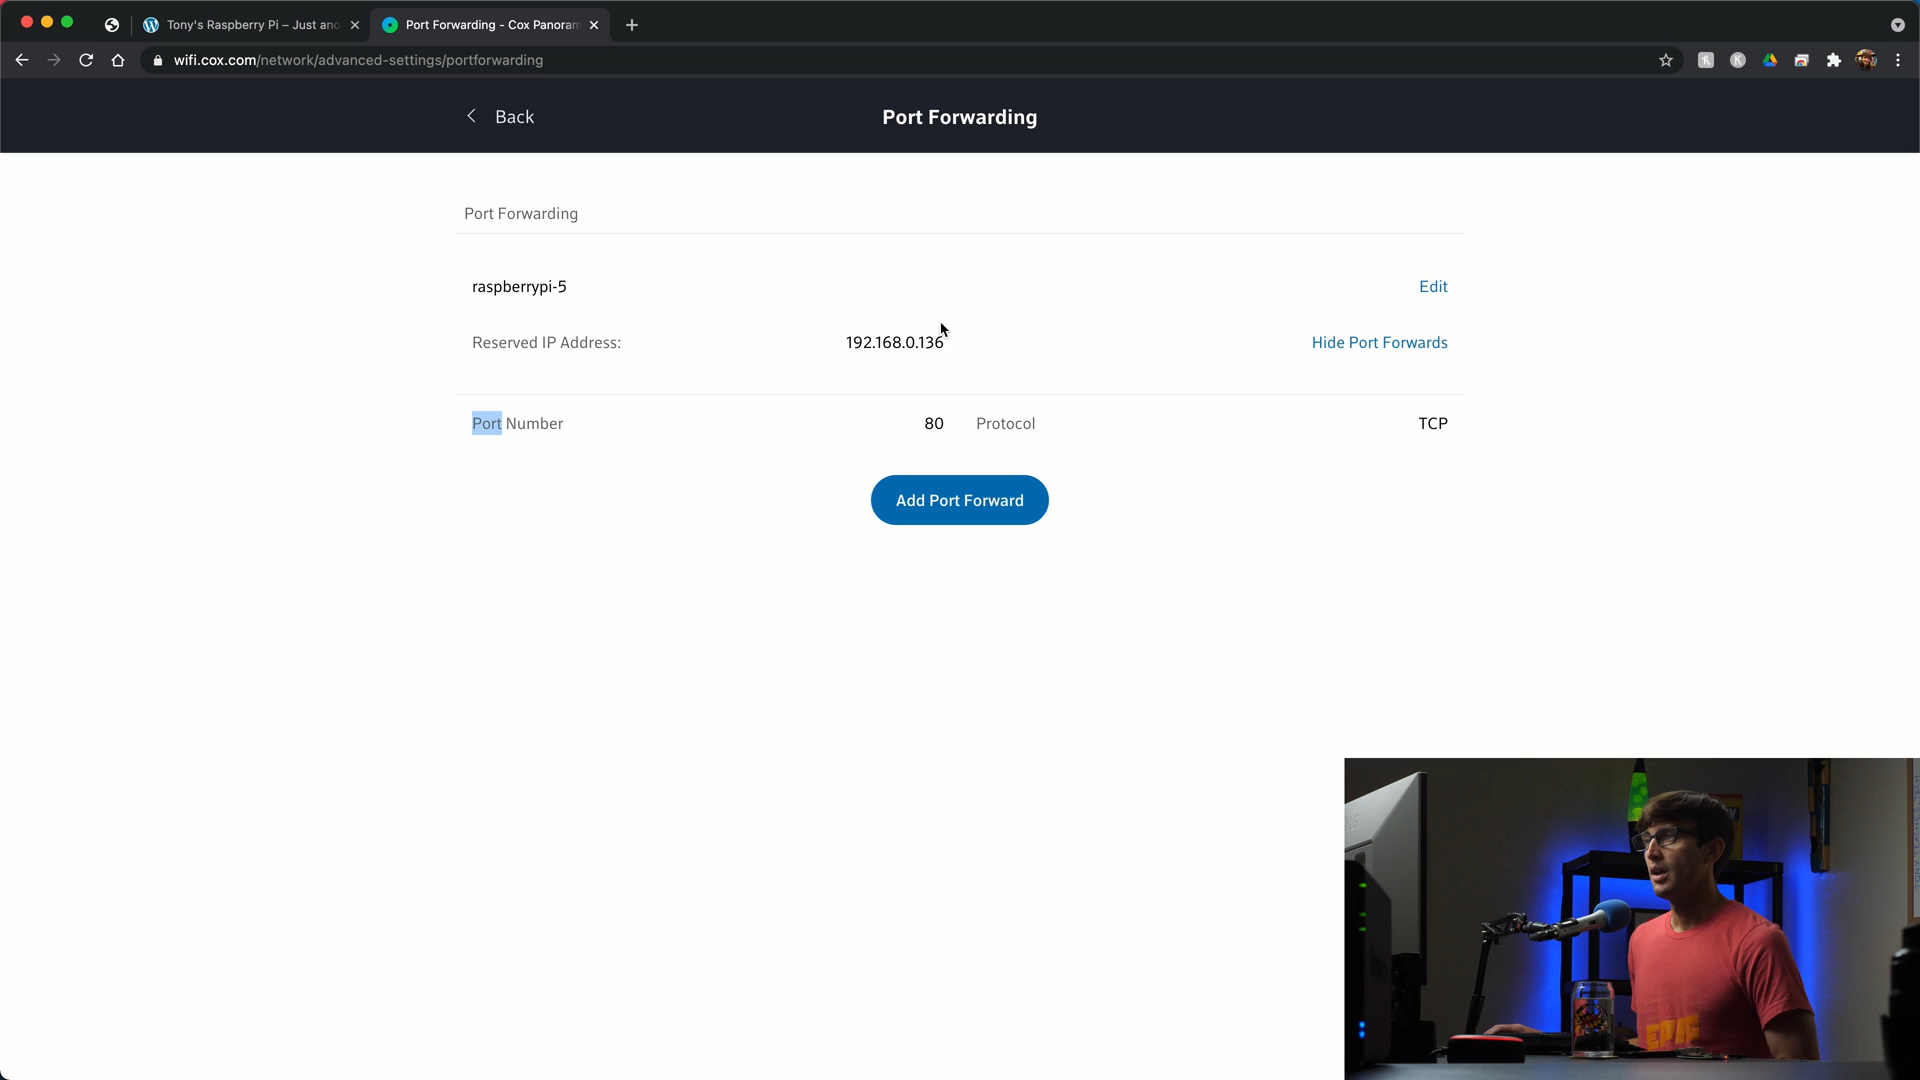 Tony's Raspberry Pi – Just ano
Port Forwarding - Cox Panoram
wifi.cox.com/network/advanced-settings/portforwarding
Back
Port Forwarding
Port Forwarding
raspberrypi-5
Edit
Reserved IP Address:
192.168.0.136
Hide Port Forwards
Port Number
80
Protocol
TCP
Add Port Forward
EPIC